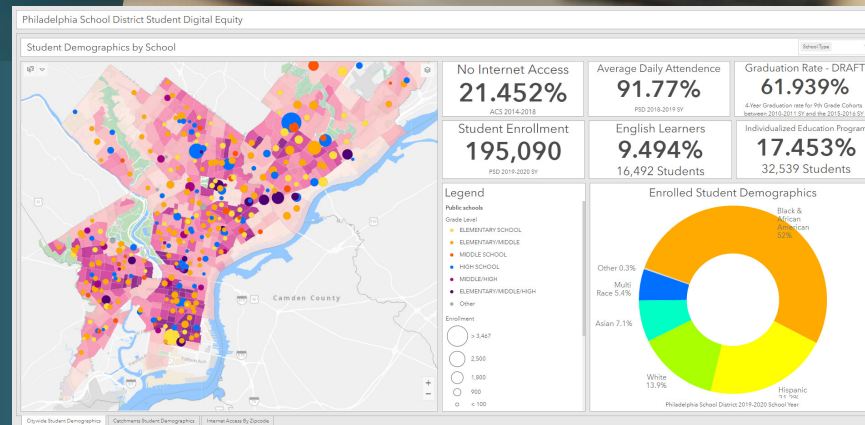 Philadelphia School District Student Digital Equity
Student Demographics by School
School Type
No Internet Access
21.452%
ACS 2014-2018
Average Daily Attendence
91.77%
PSD 2018-2019 SY
Graduation Rate - DRAFT
61.939%
4-Year Graduation rate for 9th Grade Cohorts
between 2010-2011 SY and the 2015-2016 SY
Student Enrollment
195,090
PSD 2019-2020 SY
English Learners
9.494%
16,492 Students
Individualized Education Program
17.453%
32,539 Students
Camden County
+
−
Legend
Public schools
Grade Level
ELEMENTARY SCHOOL
ELEMENTARY/MIDDLE
MIDDLE SCHOOL
HIGH SCHOOL
MIDDLE/HIGH
ELEMENTARY/MIDDLE/HIGH
Other
Enrollment
> 3,467
2,500
1,800
900
< 100
Enrolled Student Demographics
Black &
African
American
52%
Other 0.3%
Multi
Race 5.4%
Asian 7.1%
White
13.9%
Hispanic
21.2%
Philadelphia School District 2019-2020 School Year
Citywide Student Demographics
Catchments Student Demographics
Internet Access By Zipcode